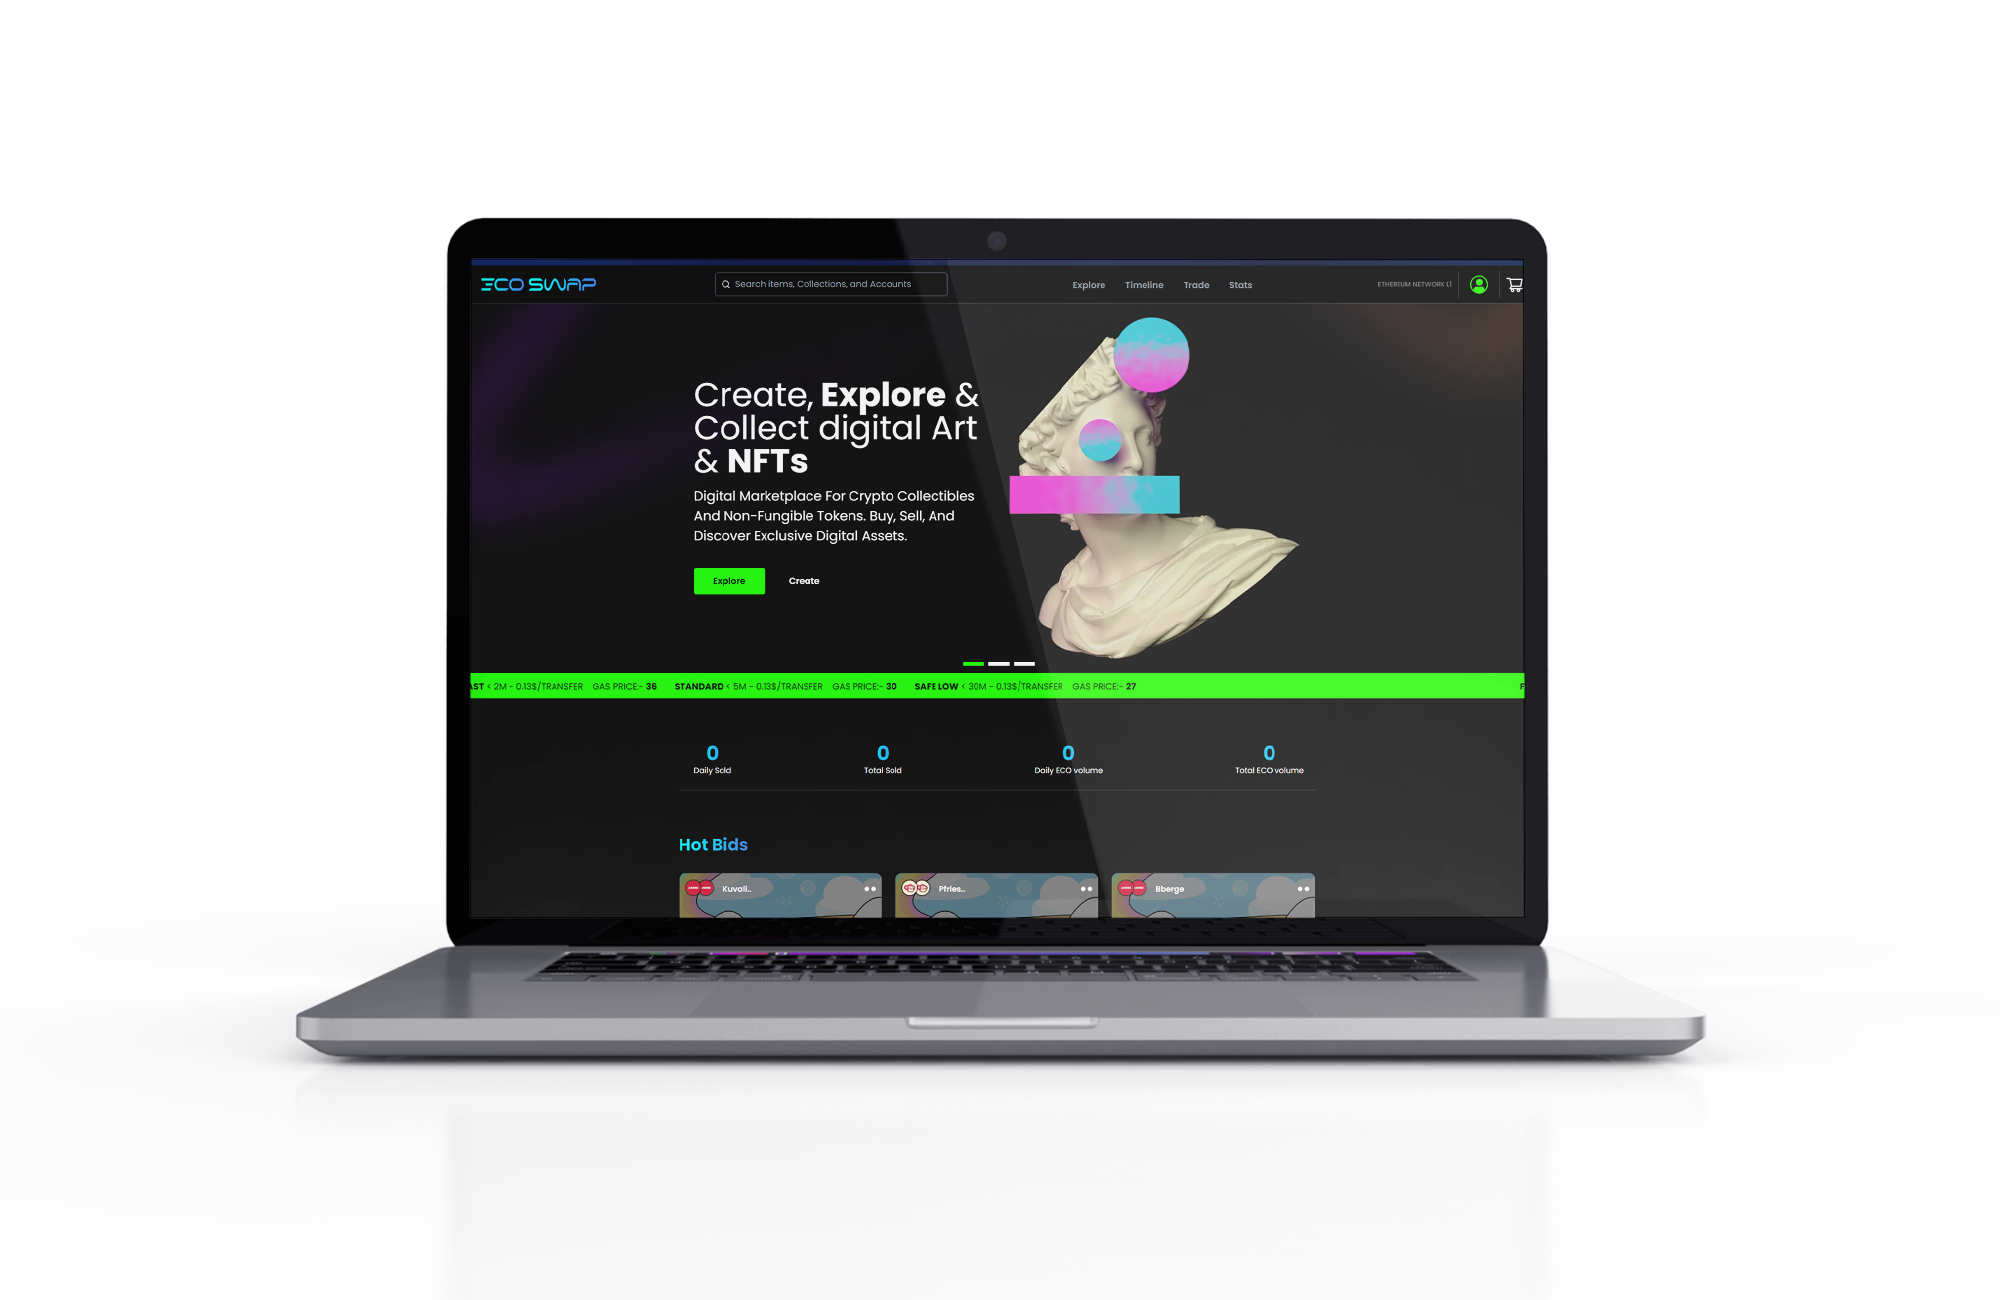 ECO SWAP
Search items, Collections, and Accounts
Explore Timeline Trade Stats
ETHEREUM NETWORK L1
Create, Explore &
Collect digital Art
& NFTs
Digital Marketplace For Crypto Collectibles
And Non-Fungible Tokens. Buy, Sell, And
Discover Exclusive Digital Assets.
Explore Create
AST < 2M - 0.13$/TRANSFER GAS PRICE:- 36 STANDARD < 5M - 0.13$/TRANSFER GAS PRICE:- 30 SAFE LOW < 30M - 0.13$/TRANSFER GAS PRICE:- 27 F
0 0 0 0
Daily Sold Total Sold Daily ECO volume Total ECO volume
Hot Bids
Kuvall.. Pfries.. Bberge